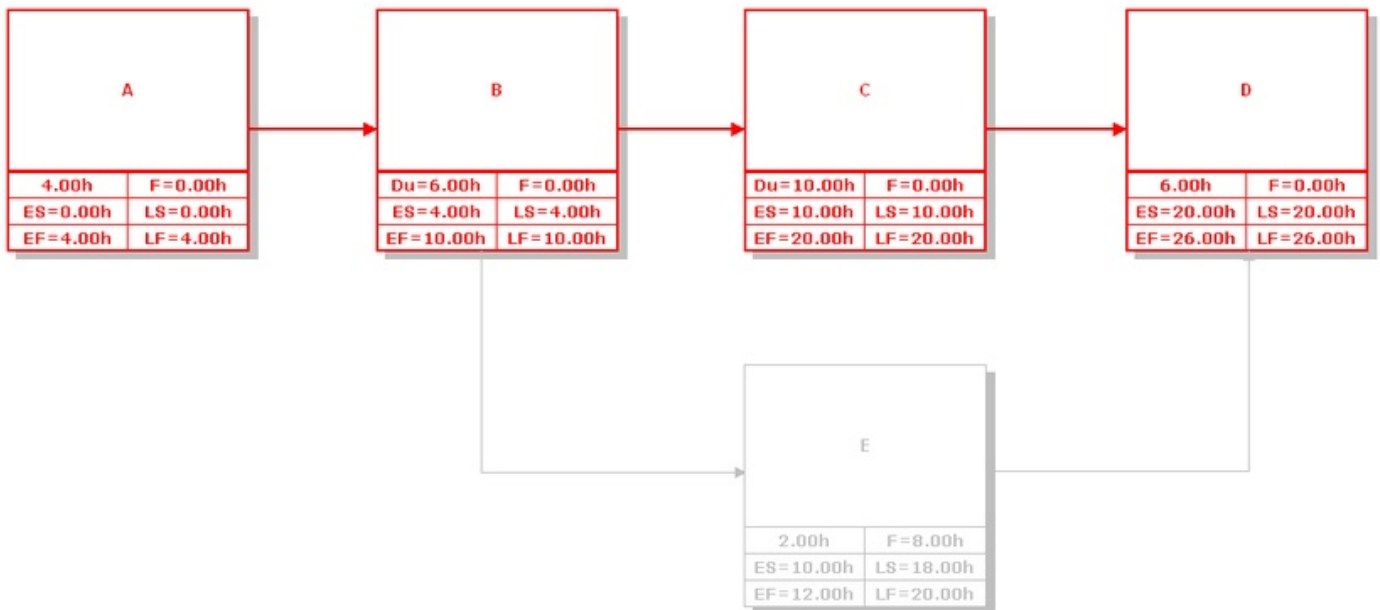 A
B
C
D
4.00h F=0.00h
ES=0.00h LS=0.00h
EF=4.00h LF=4.00h
Du=6.00h F=0.00h
ES=4.00h LS=4.00h
EF=10.00h LF=10.00h
Du=10.00h F=0.00h
ES=10.00h LS=10.00h
EF=20.00h LF=20.00h
6.00h F=0.00h
ES=20.00h LS=20.00h
EF=26.00h LF=26.00h
E
2.00h F=8.00h
ES=10.00h LS=18.00h
EF=12.00h LF=20.00h